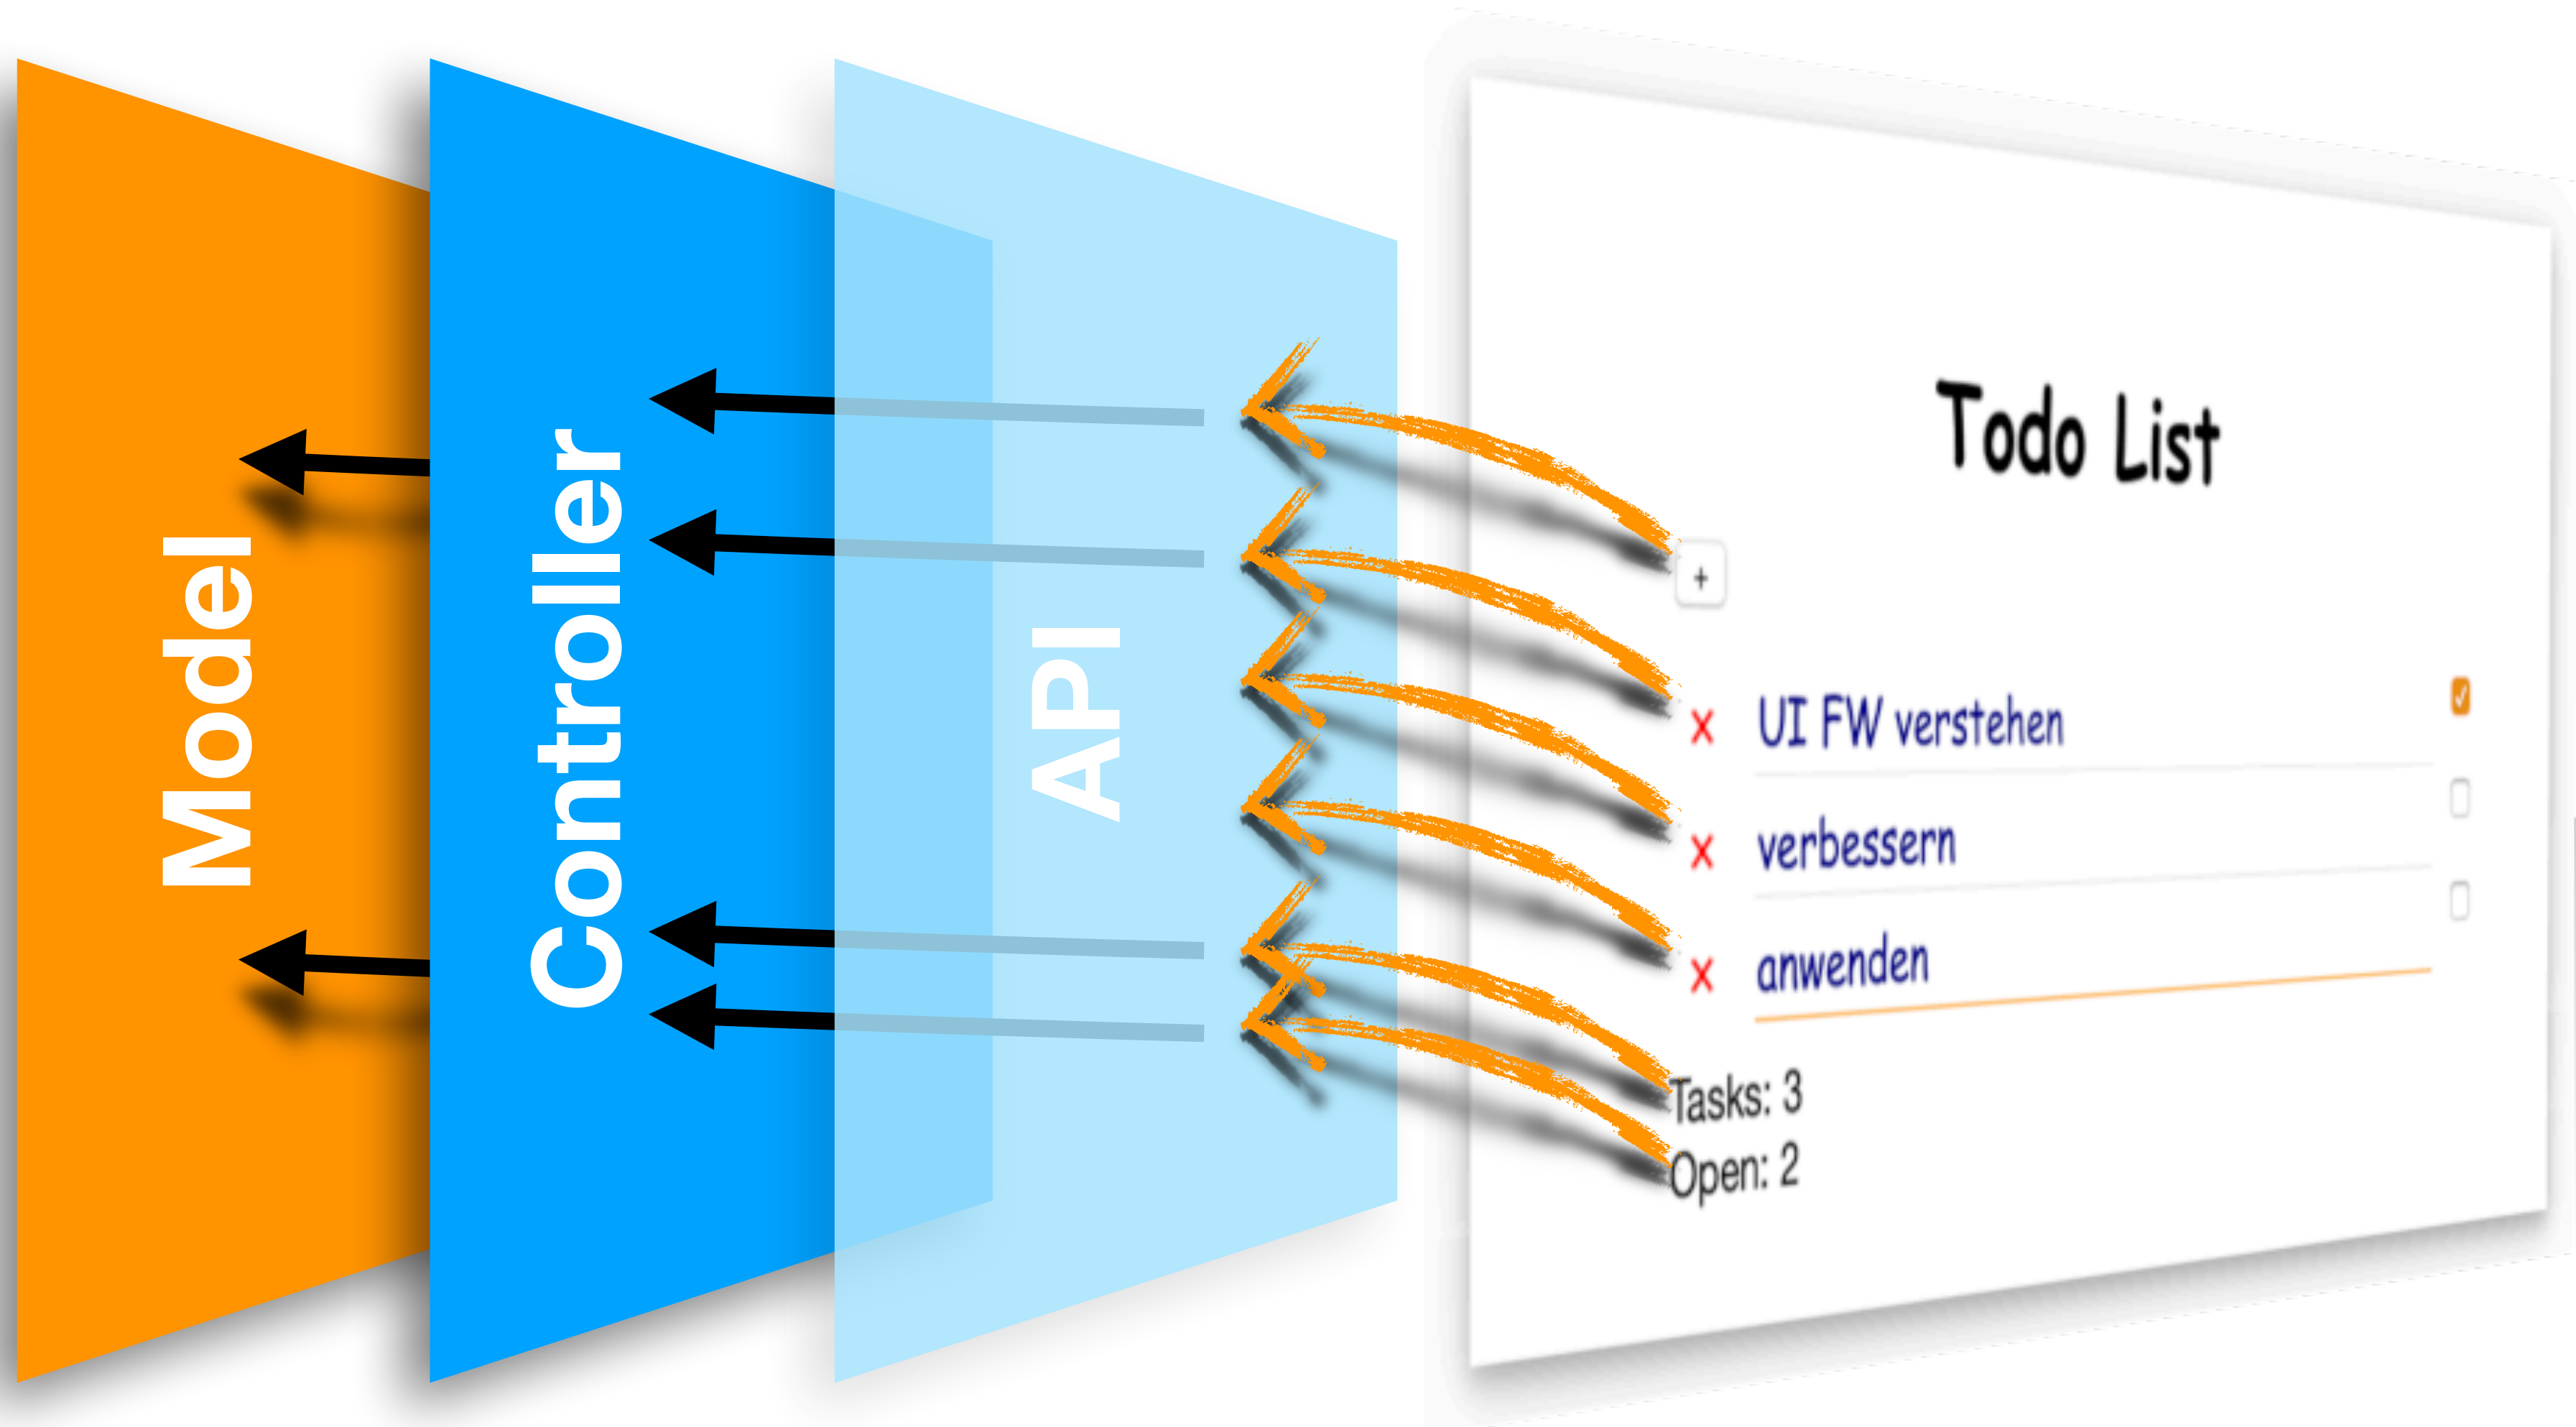 Model
Controller
API
Todo List
+
x UI FW verstehen
x verbessern
x anwenden
Tasks: 3
Open: 2